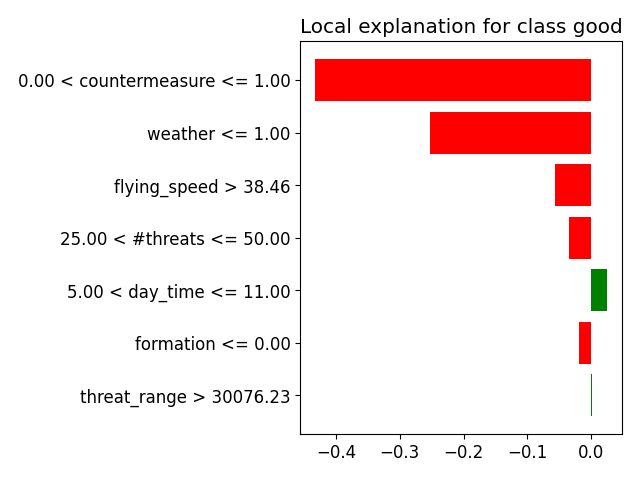 Local explanation for class good
0.00 < countermeasure <= 1.00
weather <= 1.00
flying_speed > 38.46
25.00 < #threats <= 50.00
5.00 < day_time <= 11.00
formation <= 0.00
threat_range > 30076.23
−0.4 −0.3 −0.2 −0.1 0.0